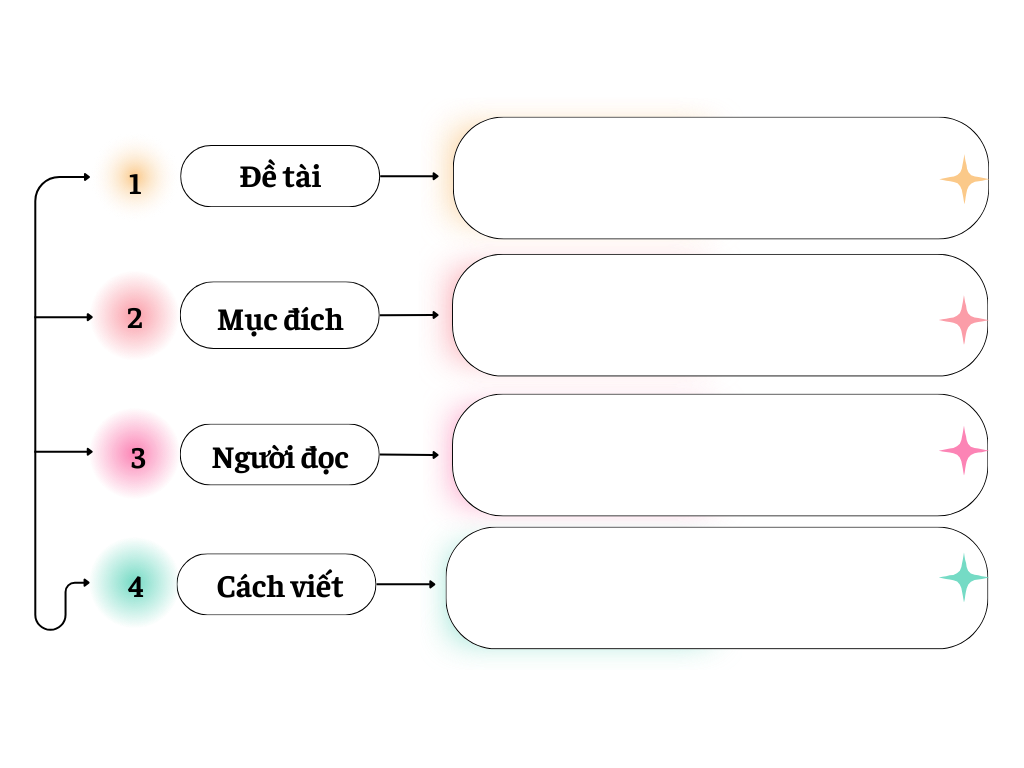 1 Đề tài
2 Mục đích
3 Người đọc
4 Cách viết